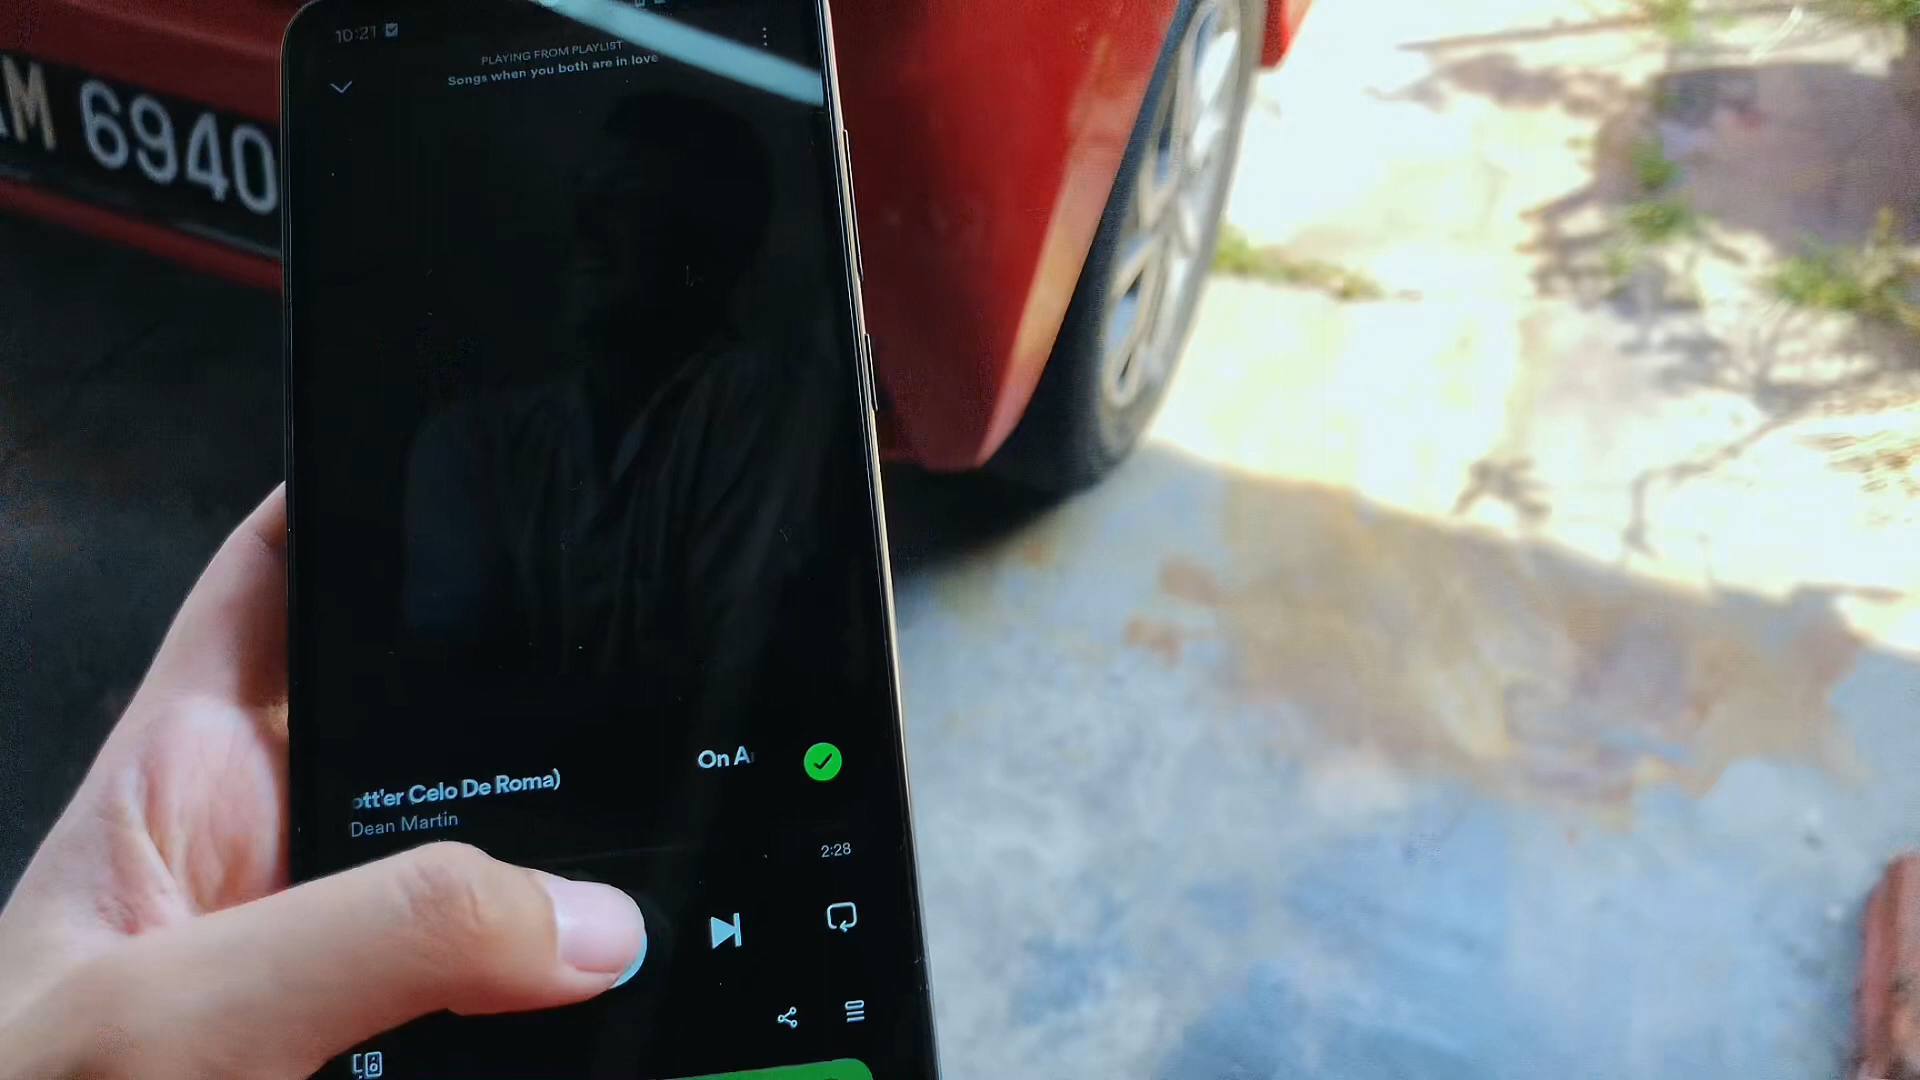 10:21
PLAYING FROM PLAYLIST
Songs when you both are in love
M 6940
ott'er Celo De Roma)
On A
Dean Martin
2:28